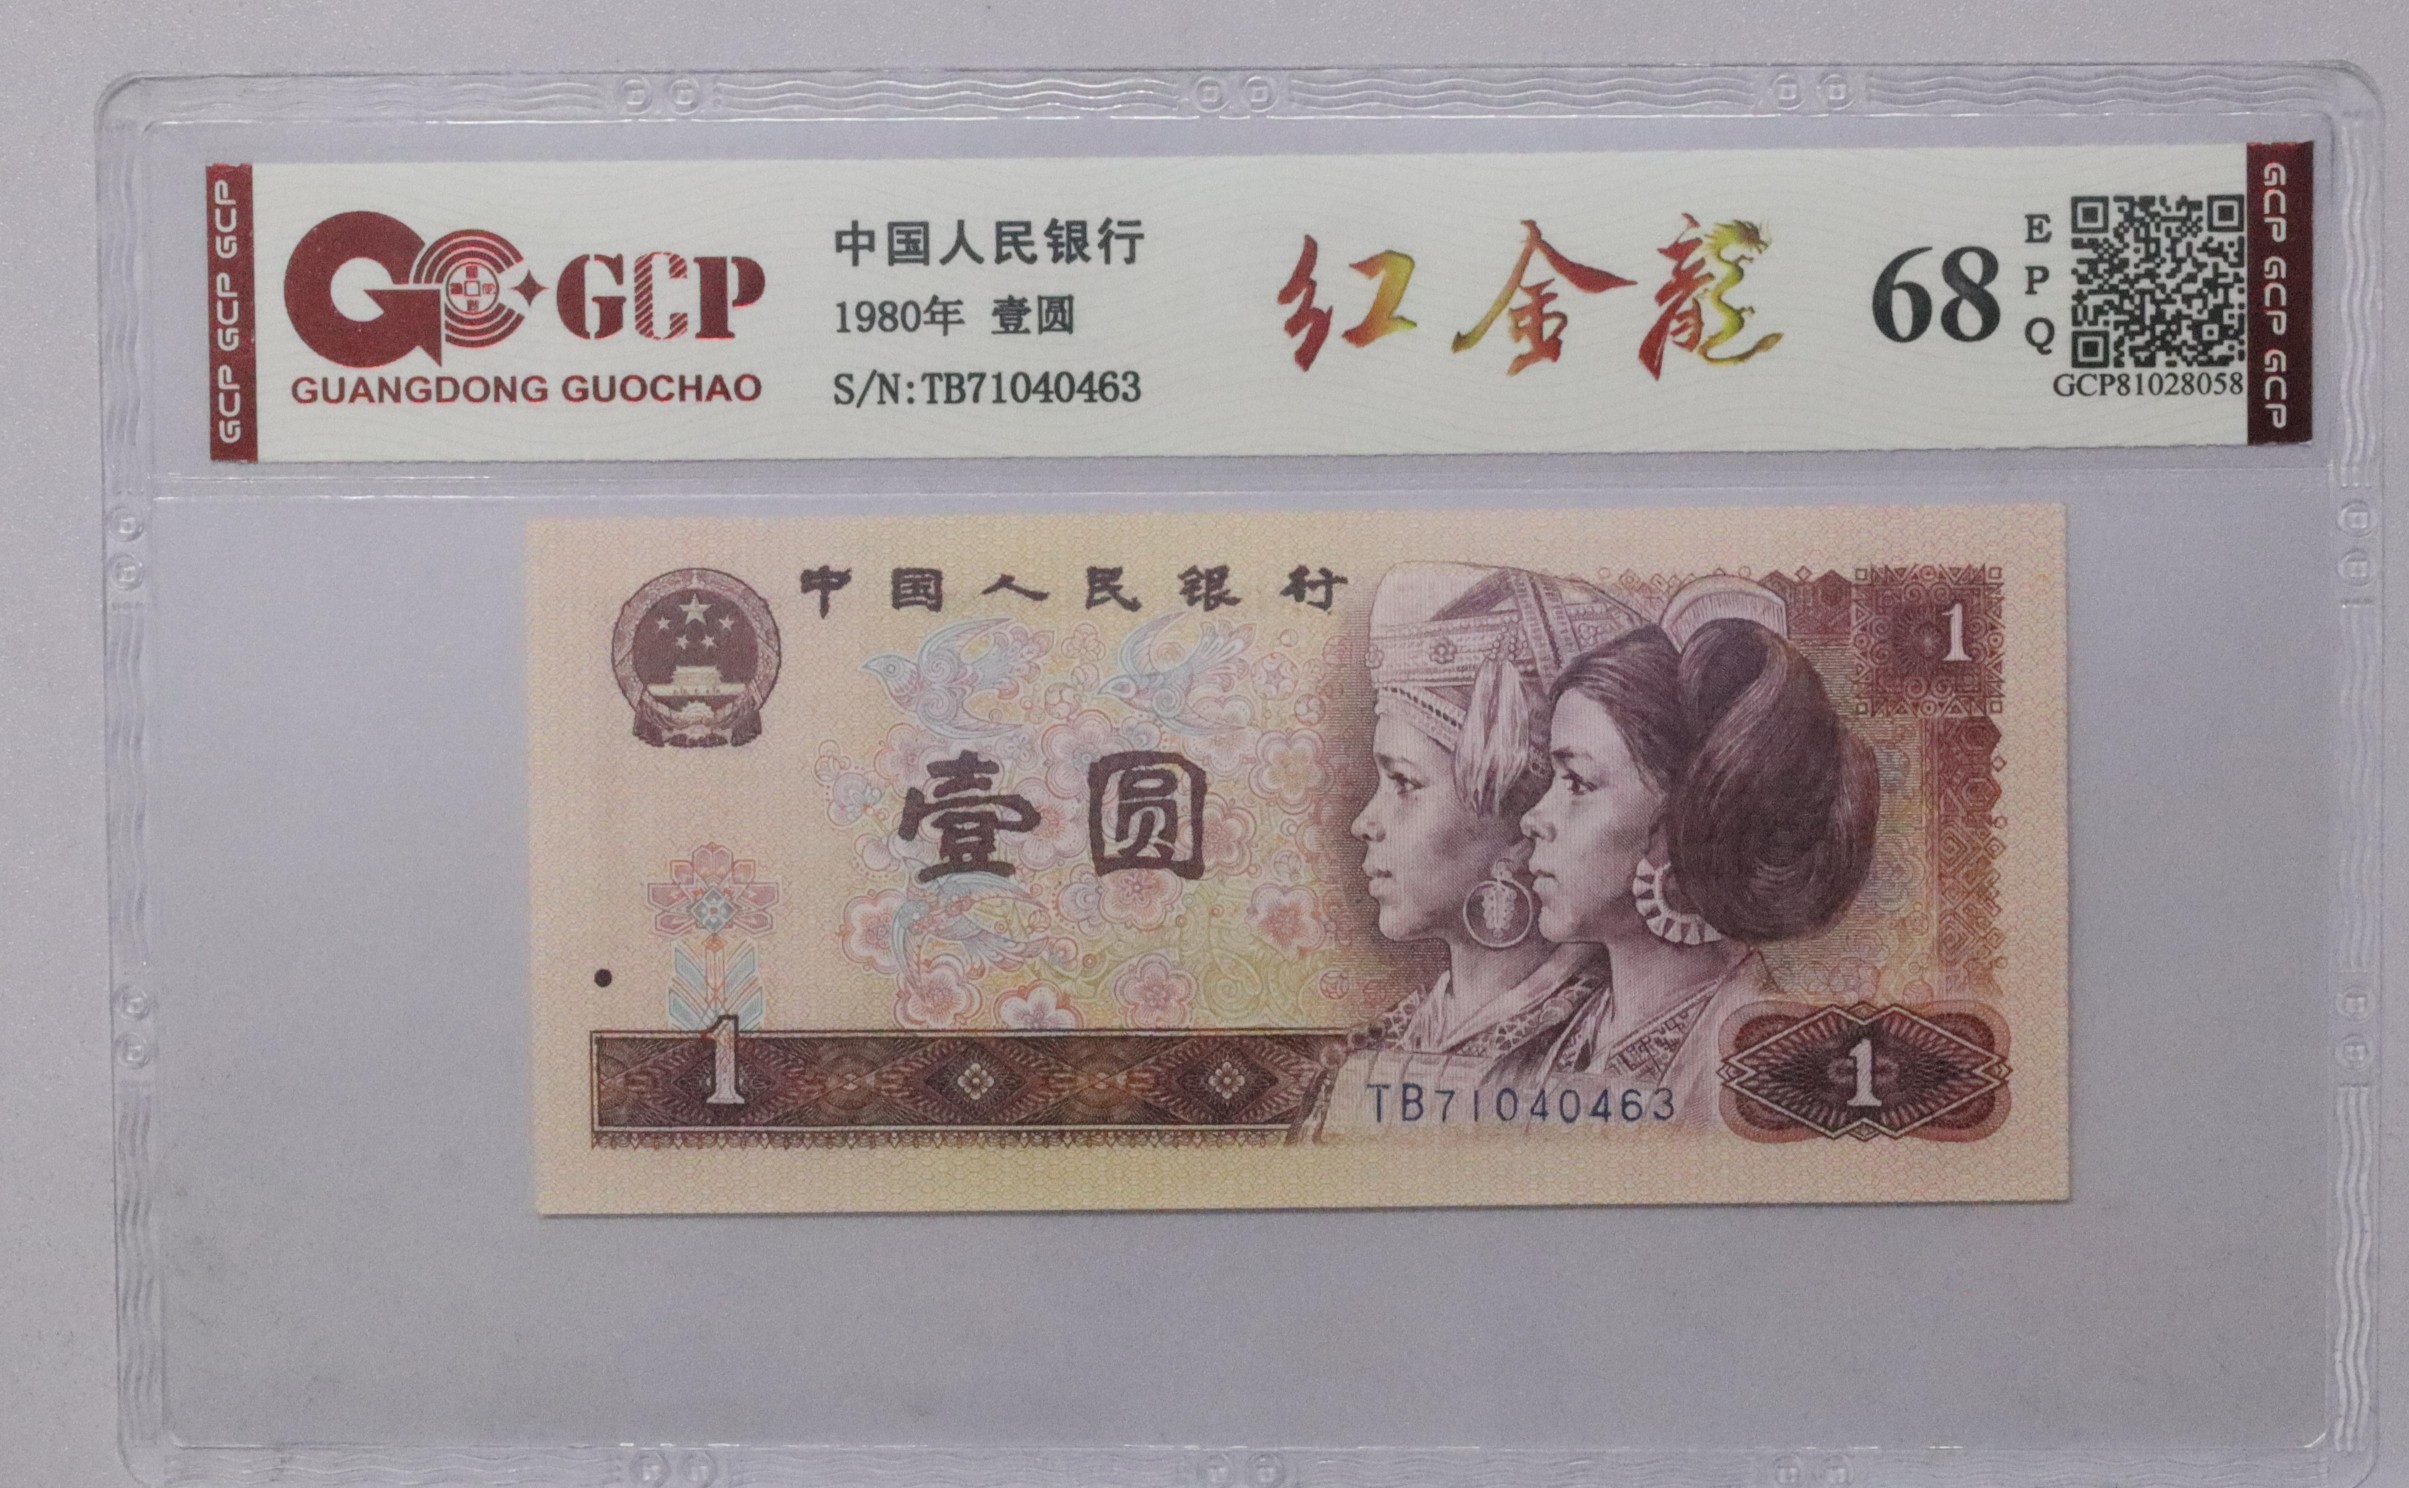 GCP GCP GCP
GCP
GUANGDONG GUOCHAO
中国人民银行
1980年 壹圆
S/N:TB71040463
红金龍
68
EPQ
GCP81028058
GCP GCP GCP
中国人民银行
1
壹圆
1
TB71040463
1